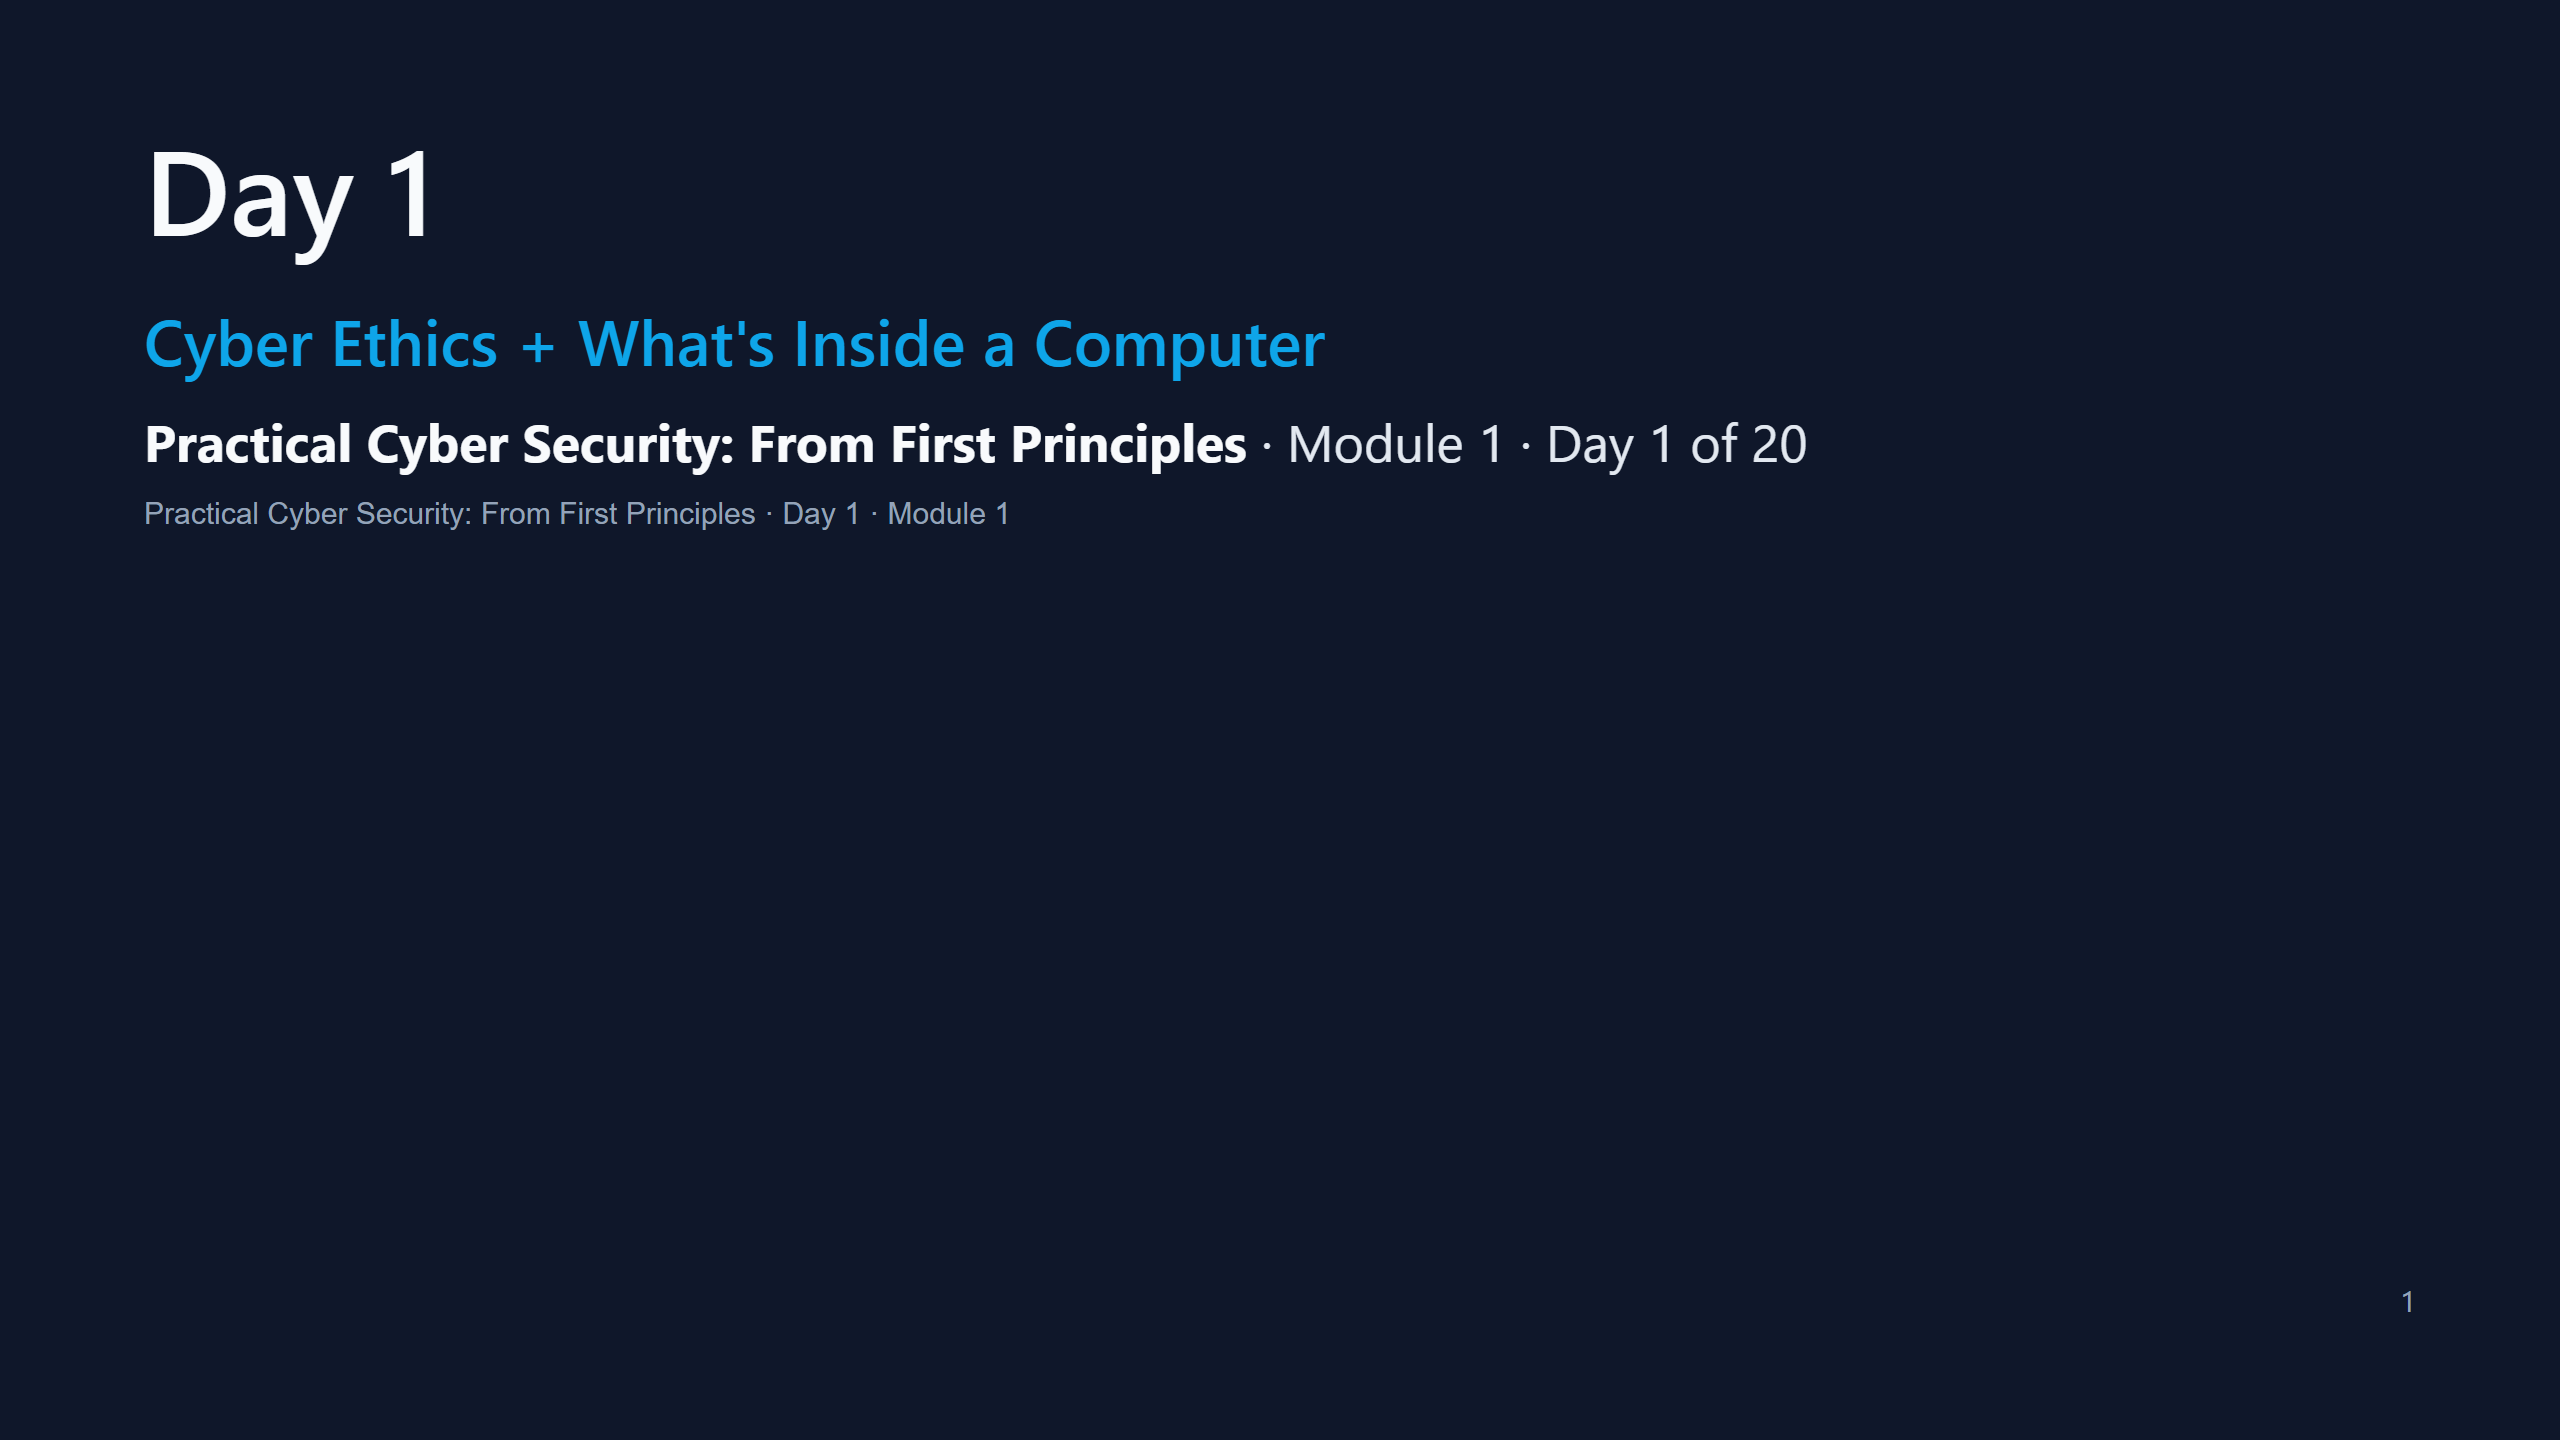 Day 1
Cyber Ethics + What's Inside a Computer
Practical Cyber Security: From First Principles · Module 1 · Day 1 of 20
Practical Cyber Security: From First Principles · Day 1 · Module 1
1